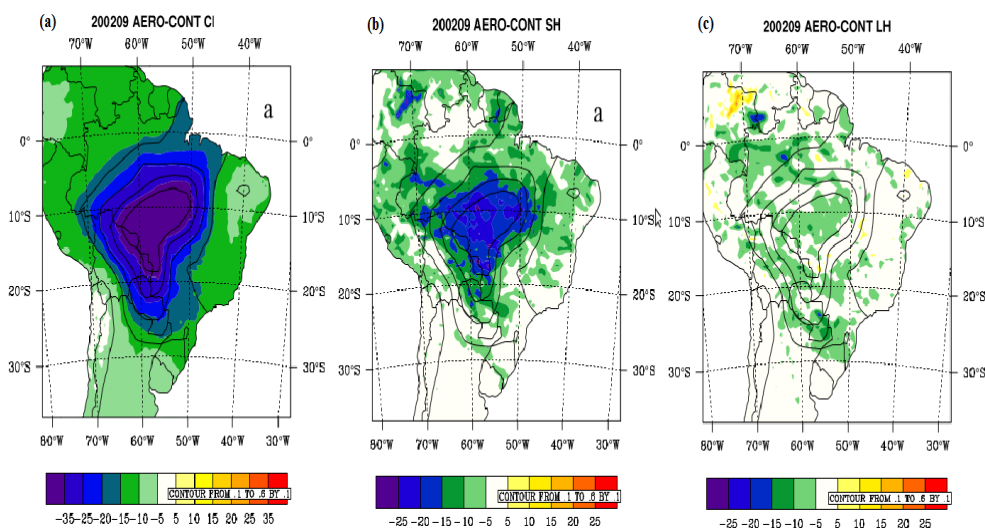 (a)
200209 AERO-CONT CI
70°W 60°W 50°W 40°W
a
0° 0°
10°S 10°S
20°S 20°S
30°S 30°S
80°W 70°W 60°W 50°W 40°W 30°W
CONTOUR FROM .1 TO .6 BY .1
-35 -25 -20 -15 -10 -5 5 10 15 20 25 35
(b)
200209 AERO-CONT SH
70°W 60°W 50°W 40°W
a
0° 0°
10°S 10°S
20°S 20°S
30°S 30°S
80°W 70°W 60°W 50°W 40°W 30°W
CONTOUR FROM .1 TO .6 BY .1
-25 -20 -15 -10 -5 5 10 15 20 25
(c)
200209 AERO-CONT LH
70°W 60°W 50°W 40°W
0° 0°
10°S 10°S
20°S 20°S
30°S 30°S
80°W 70°W 60°W 50°W 40°W 30°W
CONTOUR FROM .1 TO .6 BY .1
-25 -20 -15 -10 -5 5 10 15 20 25